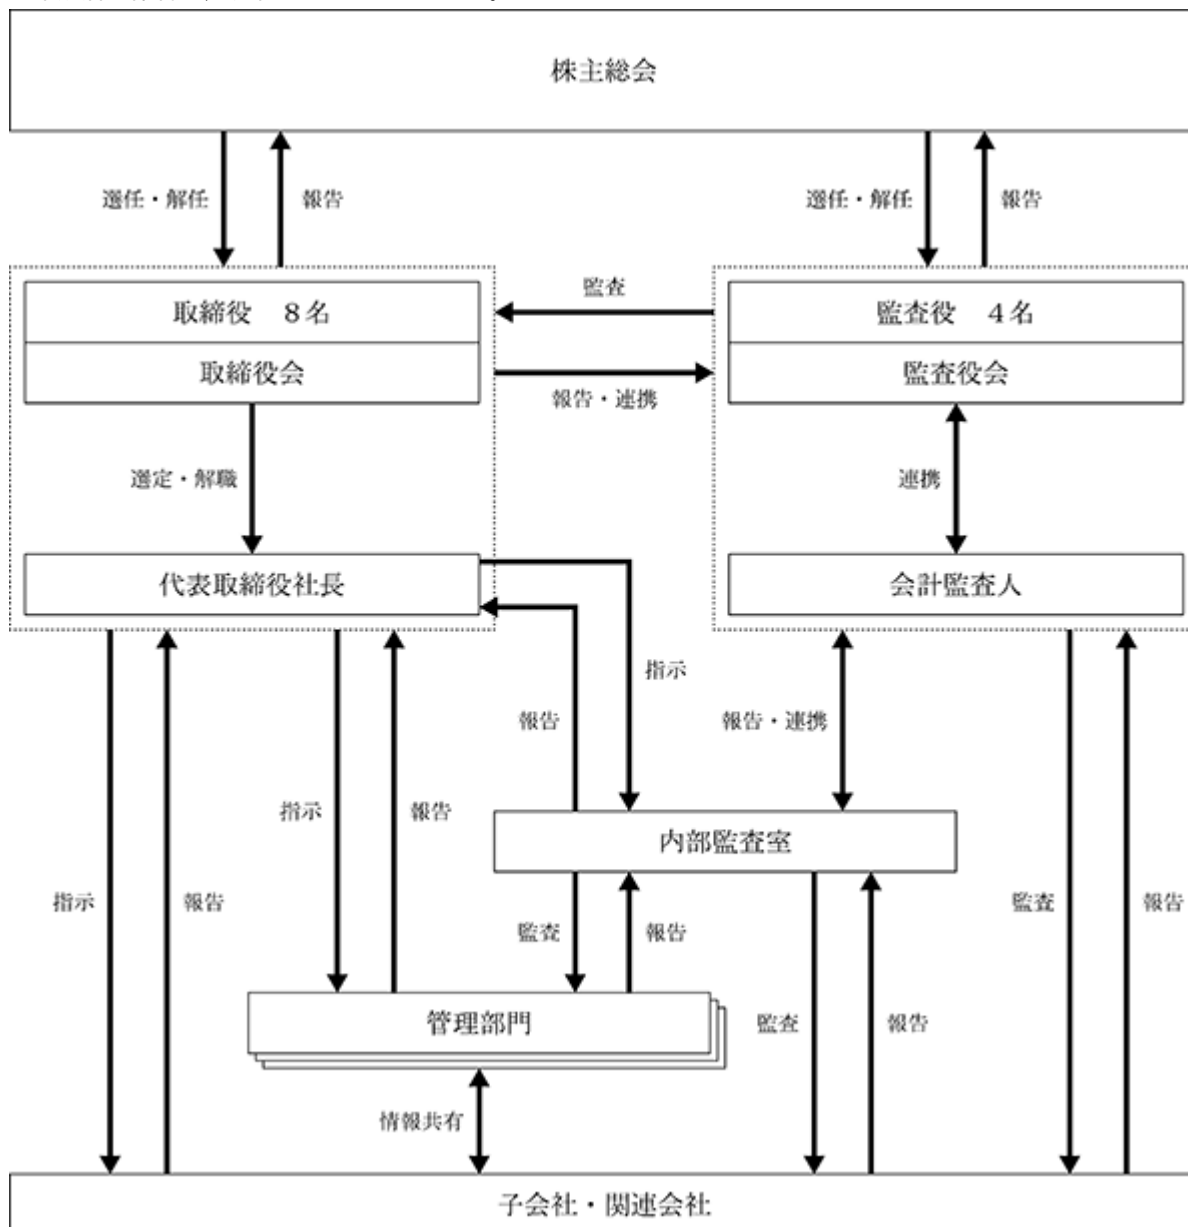 株主総会
選任・解任
報告
選任・解任
報告
取締役　８名
監査
監査役　４名
取締役会
報告・連携
監査役会
選定・解職
連携
代表取締役社長
会計監査人
指示
報告
報告・連携
指示
報告
内部監査室
指示
報告
監査
報告
監査
報告
管理部門
監査
報告
情報共有
子会社・関連会社